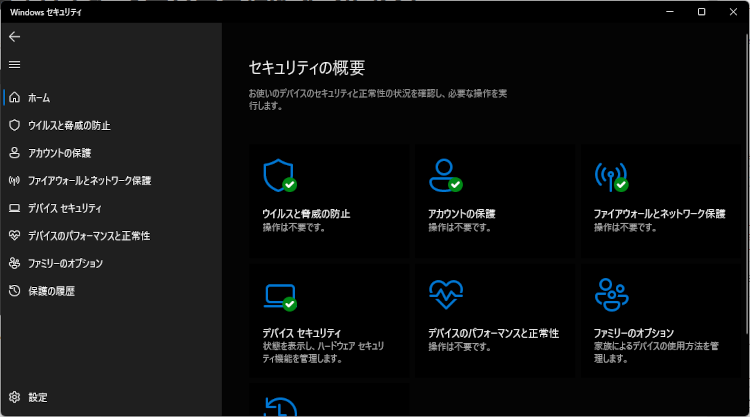 Windows セキュリティ
ホーム
ウイルスと脅威の防止
アカウントの保護
ファイアウォールとネットワーク保護
デバイス セキュリティ
デバイスのパフォーマンスと正常性
ファミリーのオプション
保護の履歴
設定
セキュリティの概要
お使いのデバイスのセキュリティと正常性の状況を確認し、必要な操作を実
行します。
ウイルスと脅威の防止
操作は不要です。
アカウントの保護
操作は不要です。
ファイアウォールとネットワーク保護
操作は不要です。
デバイス セキュリティ
状態を表示し、ハードウェア セキュリ
ティ機能を管理します。
デバイスのパフォーマンスと正常性
操作は不要です。
ファミリーのオプション
家族によるデバイスの使用方法を管
理します。